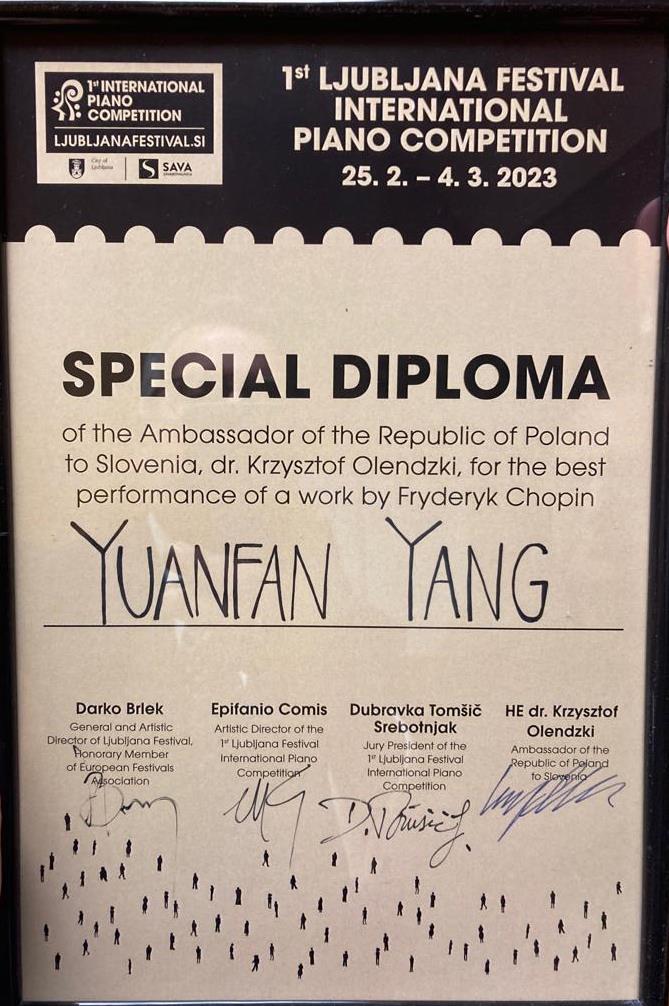 1st INTERNATIONAL
PIANO
COMPETITION
LJUBLJANAFESTIVAL.SI
City of
Ljubljana
SAVA
1st LJUBLJANA FESTIVAL
INTERNATIONAL
PIANO COMPETITION
25. 2. – 4. 3. 2023
SPECIAL DIPLOMA
of the Ambassador of the Republic of Poland
to Slovenia, dr. Krzysztof Olendzki, for the best
performance of a work by Fryderyk Chopin
YUANFAN YANG
Darko Brlek
General and Artistic
Director of Ljubljana Festival,
Honorary Member
of European Festivals
Association
Epifanio Comis
Artistic Director of the
1st Ljubljana Festival
International Piano
Competition
Dubravka Tomšič
Srebotnjak
Jury President of the
1st Ljubljana Festival
International Piano
Competition
HE dr. Krzysztof
Olendzki
Ambassador of the
Republic of Poland
to Slovenia